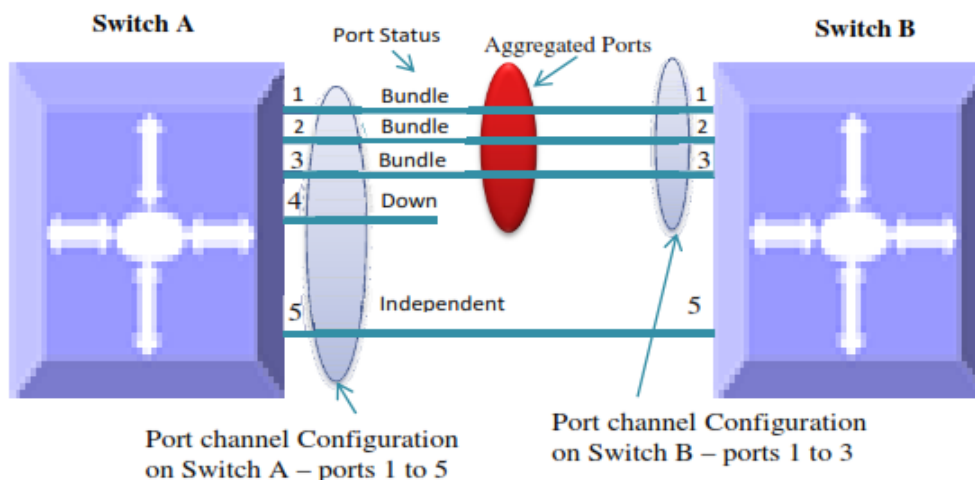 Switch A
Switch B
Port Status
Aggregated Ports
1 Bundle 1
2 Bundle 2
3 Bundle 3
4 Down
5 Independent 5
Port channel Configuration
on Switch A – ports 1 to 5
Port channel Configuration
on Switch B – ports 1 to 3